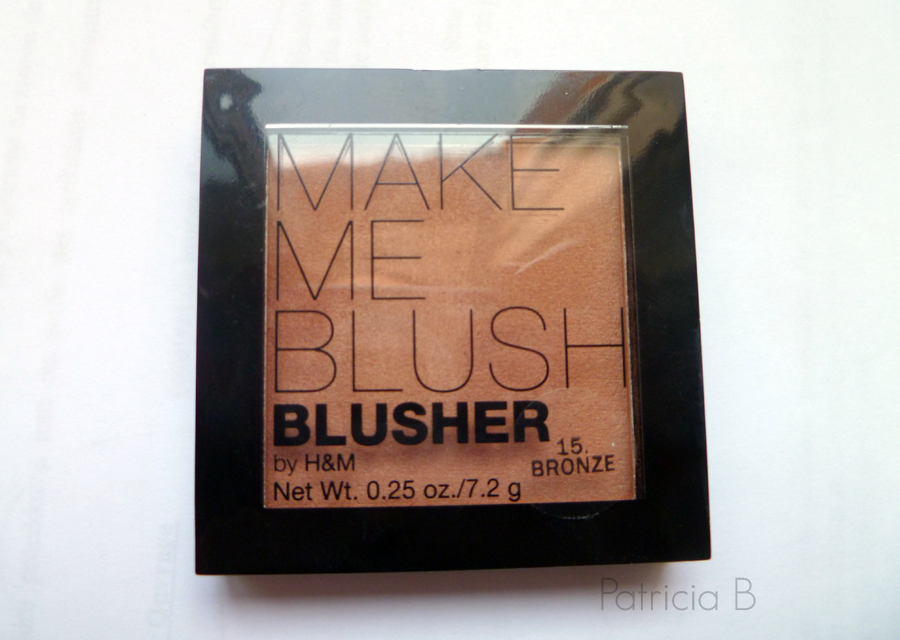 MAKE
ME
BLUSH
BLUSHER
by H&M
15.
BRONZE
Net Wt. 0.25 oz./7.2 g
Patricia B